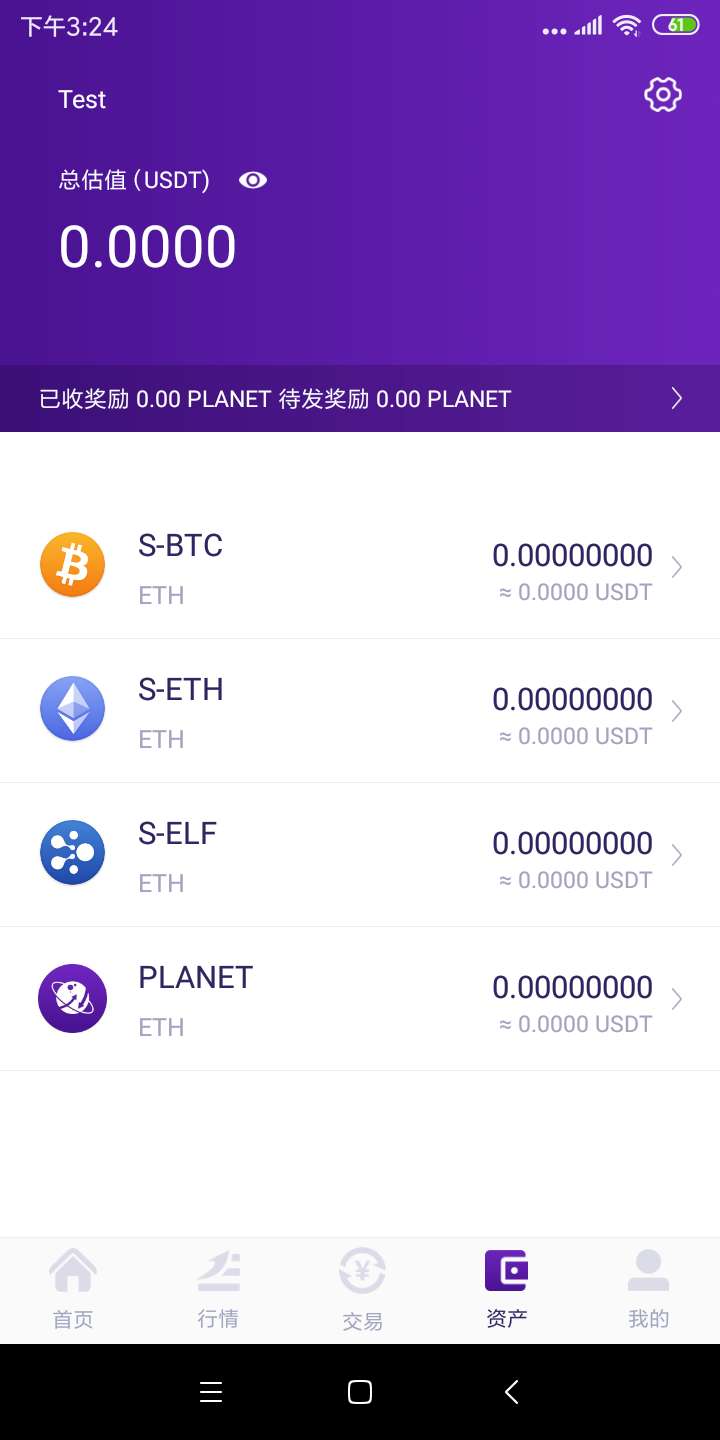 下午3:24
61
Test
总估值 (USDT)
0.0000
已收奖励 0.00 PLANET 待发奖励 0.00 PLANET
S-BTC
0.00000000
ETH
≈ 0.0000 USDT
S-ETH
0.00000000
ETH
≈ 0.0000 USDT
S-ELF
0.00000000
ETH
≈ 0.0000 USDT
PLANET
0.00000000
ETH
≈ 0.0000 USDT
首页 行情 交易 资产 我的